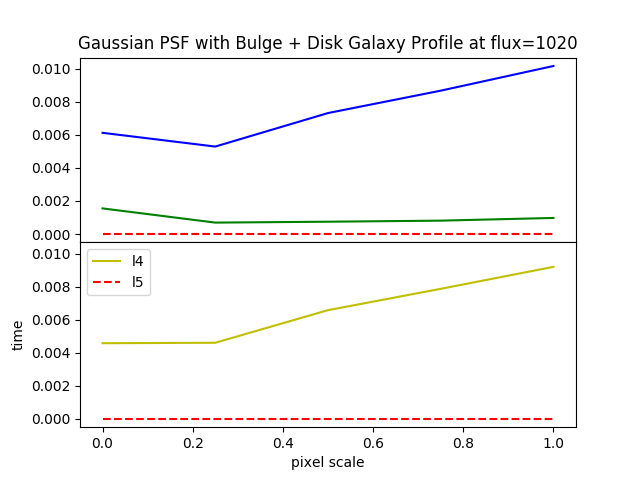 Gaussian PSF with Bulge + Disk Galaxy Profile at flux=1020
0.010
0.008
0.006
0.004
0.002
0.000
0.010
0.008
0.006
0.004
0.002
0.000
time
l4
l5
0.0 0.2 0.4 0.6 0.8 1.0
pixel scale